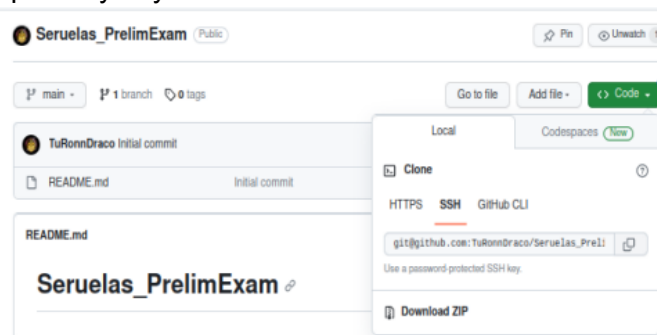 Seruelas_PrelimExam Public
Pin
Unwatch
main
1 branch
0 tags
Go to file
Add file
Code
TuRonnDraco Initial commit
README.md
Initial commit
README.md
Seruelas_PrelimExam
Local
Codespaces New
Clone
HTTPS SSH GitHub CLI
git@github.com:TuRonnDraco/Seruelas_Preli
Use a password-protected SSH key.
Download ZIP